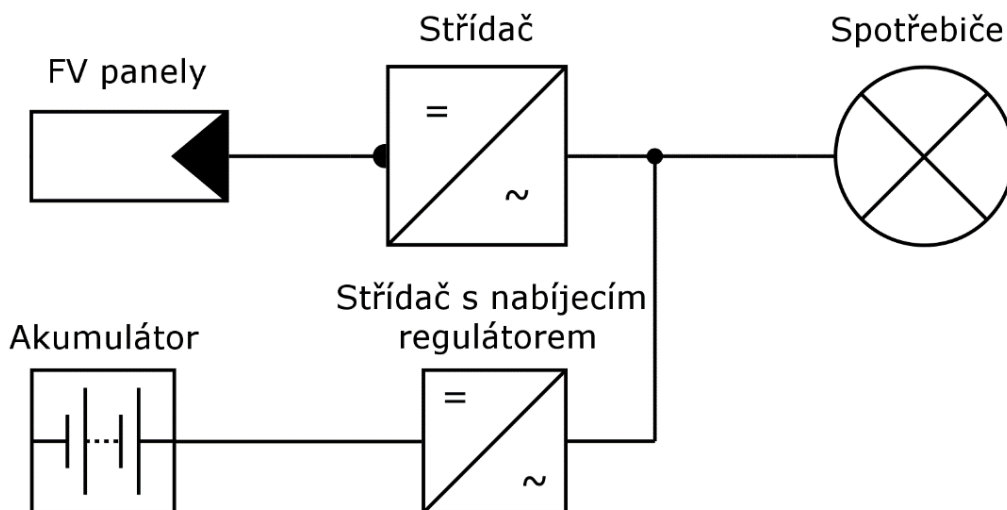 Střídač
Spotřebiče
FV panely
=
~
Střídač s nabíjecím
regulátorem
Akumulátor
=
~